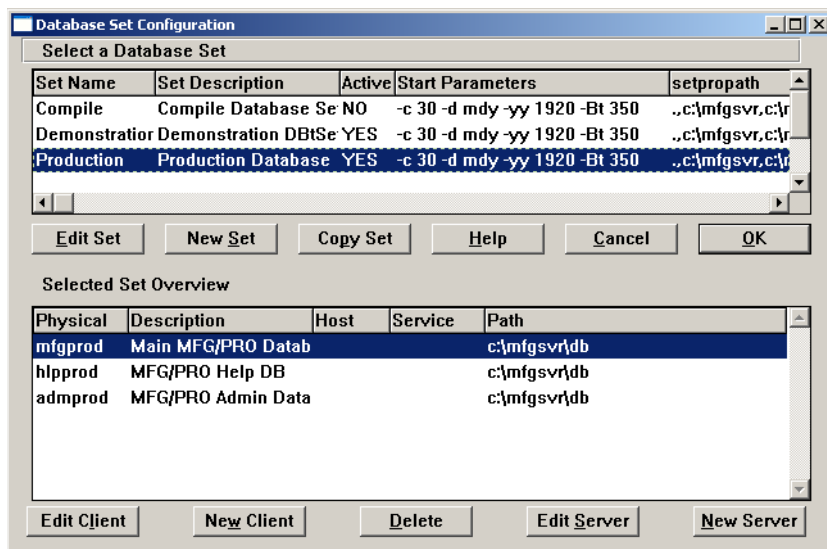 Database Set Configuration
Select a Database Set
Set Name Set Description Active Start Parameters setpropath
Compile Compile Database Se NO -c 30 -d mdy -yy 1920 -Bt 350 .,c:\mfgsvr,c:\r
Demonstration Demonstration DBtSe YES -c 30 -d mdy -yy 1920 -Bt 350 .,c:\mfgsvr,c:\r
Production Production Database YES -c 30 -d mdy -yy 1920 -Bt 350 .,c:\mfgsvr,c:\r
Edit Set New Set Copy Set Help Cancel OK
Selected Set Overview
Physical Description Host Service Path
mfgprod Main MFG/PRO Datab c:\mfgsvr\db
hlpprod MFG/PRO Help DB c:\mfgsvr\db
admprod MFG/PRO Admin Data c:\mfgsvr\db
Edit Client New Client Delete Edit Server New Server